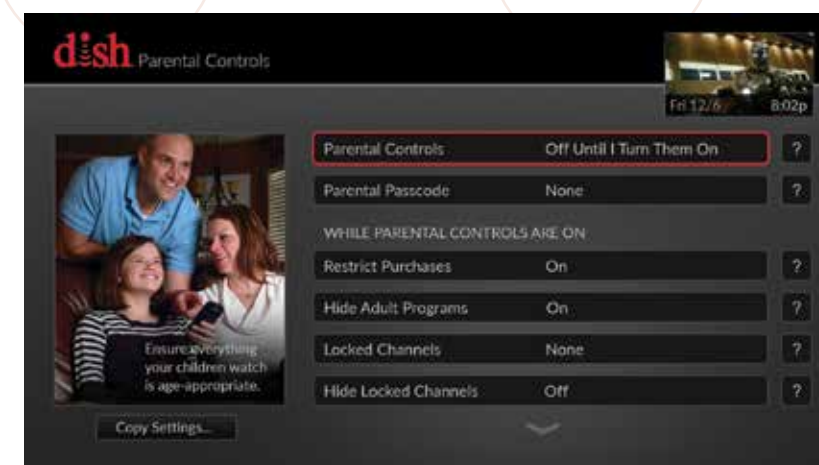 dish Parental Controls
Fri 12/6 8:02p
Parental Controls Off Until I Turn Them On ?
Parental Passcode None ?
WHILE PARENTAL CONTROLS ARE ON
Restrict Purchases On ?
Hide Adult Programs On ?
Locked Channels None ?
Hide Locked Channels Off ?
Ensure everything
your children watch
is age-appropriate.
Copy Settings...